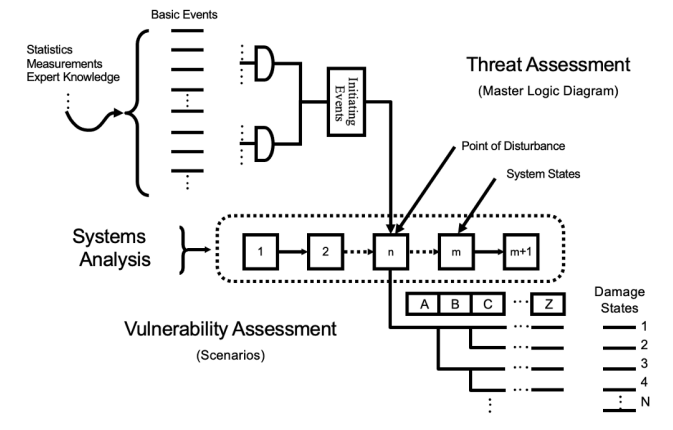 Basic Events
Statistics
Measurements
Expert Knowledge
Initiating
Events
Threat Assessment
(Master Logic Diagram)
Point of Disturbance
System States
Systems
Analysis
1
2
n
m
m+1
A
B
C
Z
Damage
States
Vulnerability Assessment
(Scenarios)
1
2
3
4
N